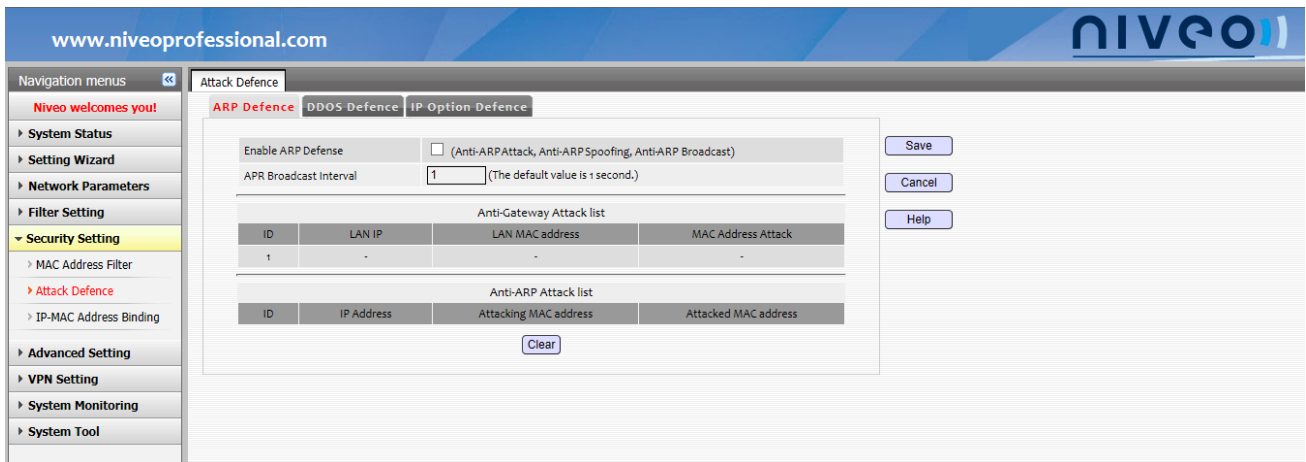 www.niveoprofessional.com
niveo
Navigation menus
«
Attack Defence
Niveo welcomes you!
ARP Defence DDOS Defence IP Option Defence
System Status
Setting Wizard
Network Parameters
Filter Setting
Security Setting
MAC Address Filter
Attack Defence
IP-MAC Address Binding
Advanced Setting
VPN Setting
System Monitoring
System Tool
Enable ARP Defense (Anti-ARP Attack, Anti-ARP Spoofing, Anti-ARP Broadcast)
APR Broadcast Interval 1 (The default value is 1 second.)
Anti-Gateway Attack list
ID LAN IP LAN MAC address MAC Address Attack
1 - - -
Anti-ARP Attack list
ID IP Address Attacking MAC address Attacked MAC address
Clear
Save
Cancel
Help